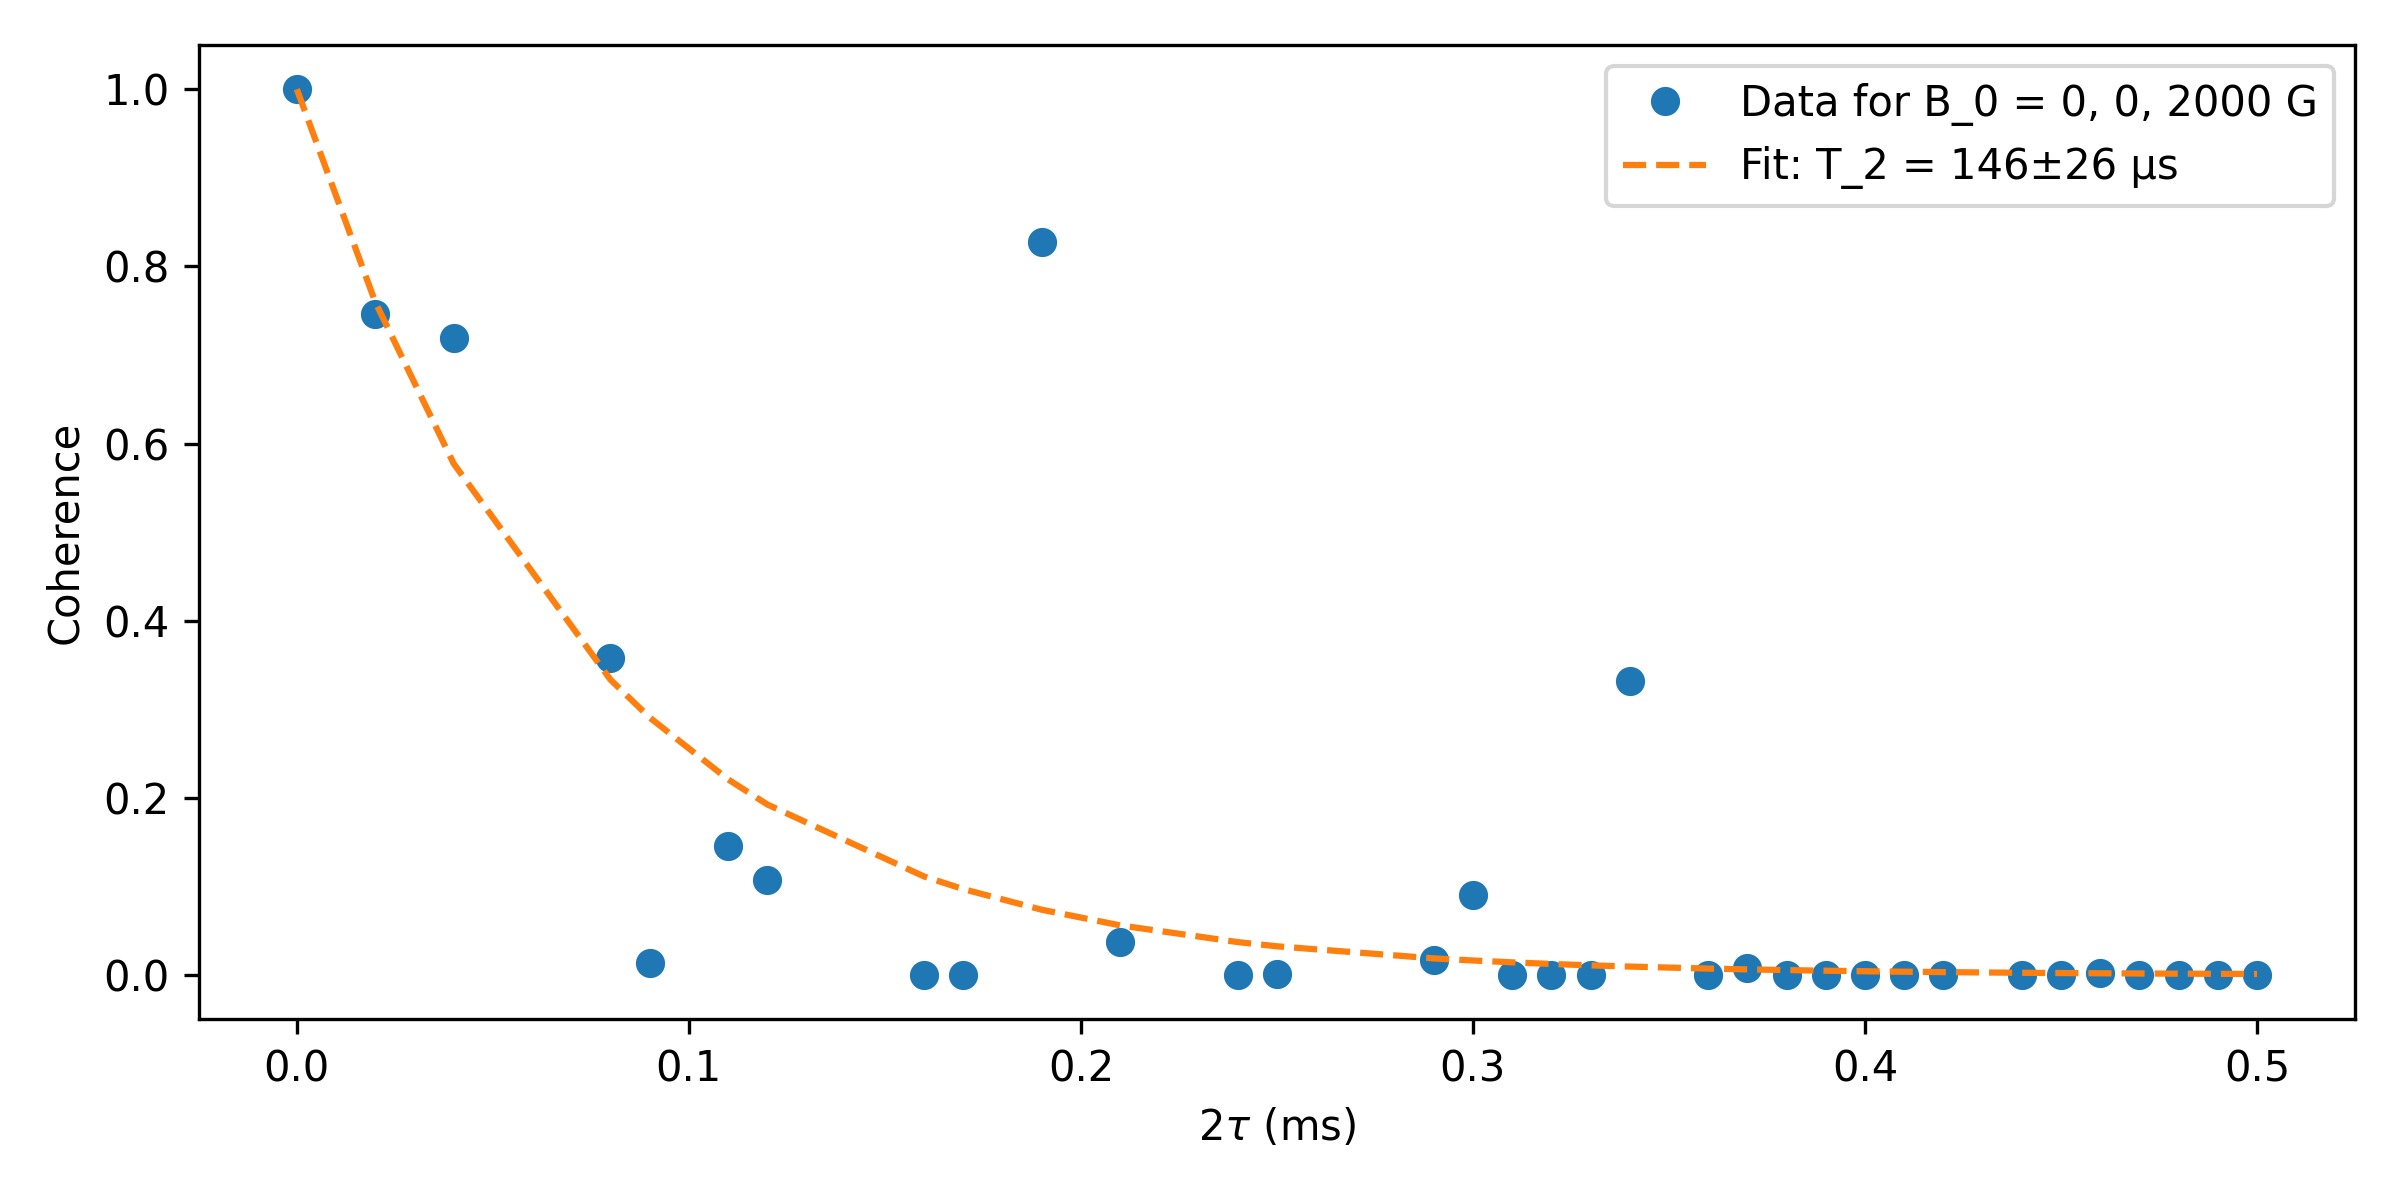 Data for B_0 = 0, 0, 2000 G
Fit: T_2 = 146±26 µs
Coherence
1.0
0.8
0.6
0.4
0.2
0.0
0.0 0.1 0.2 0.3 0.4 0.5
2τ (ms)